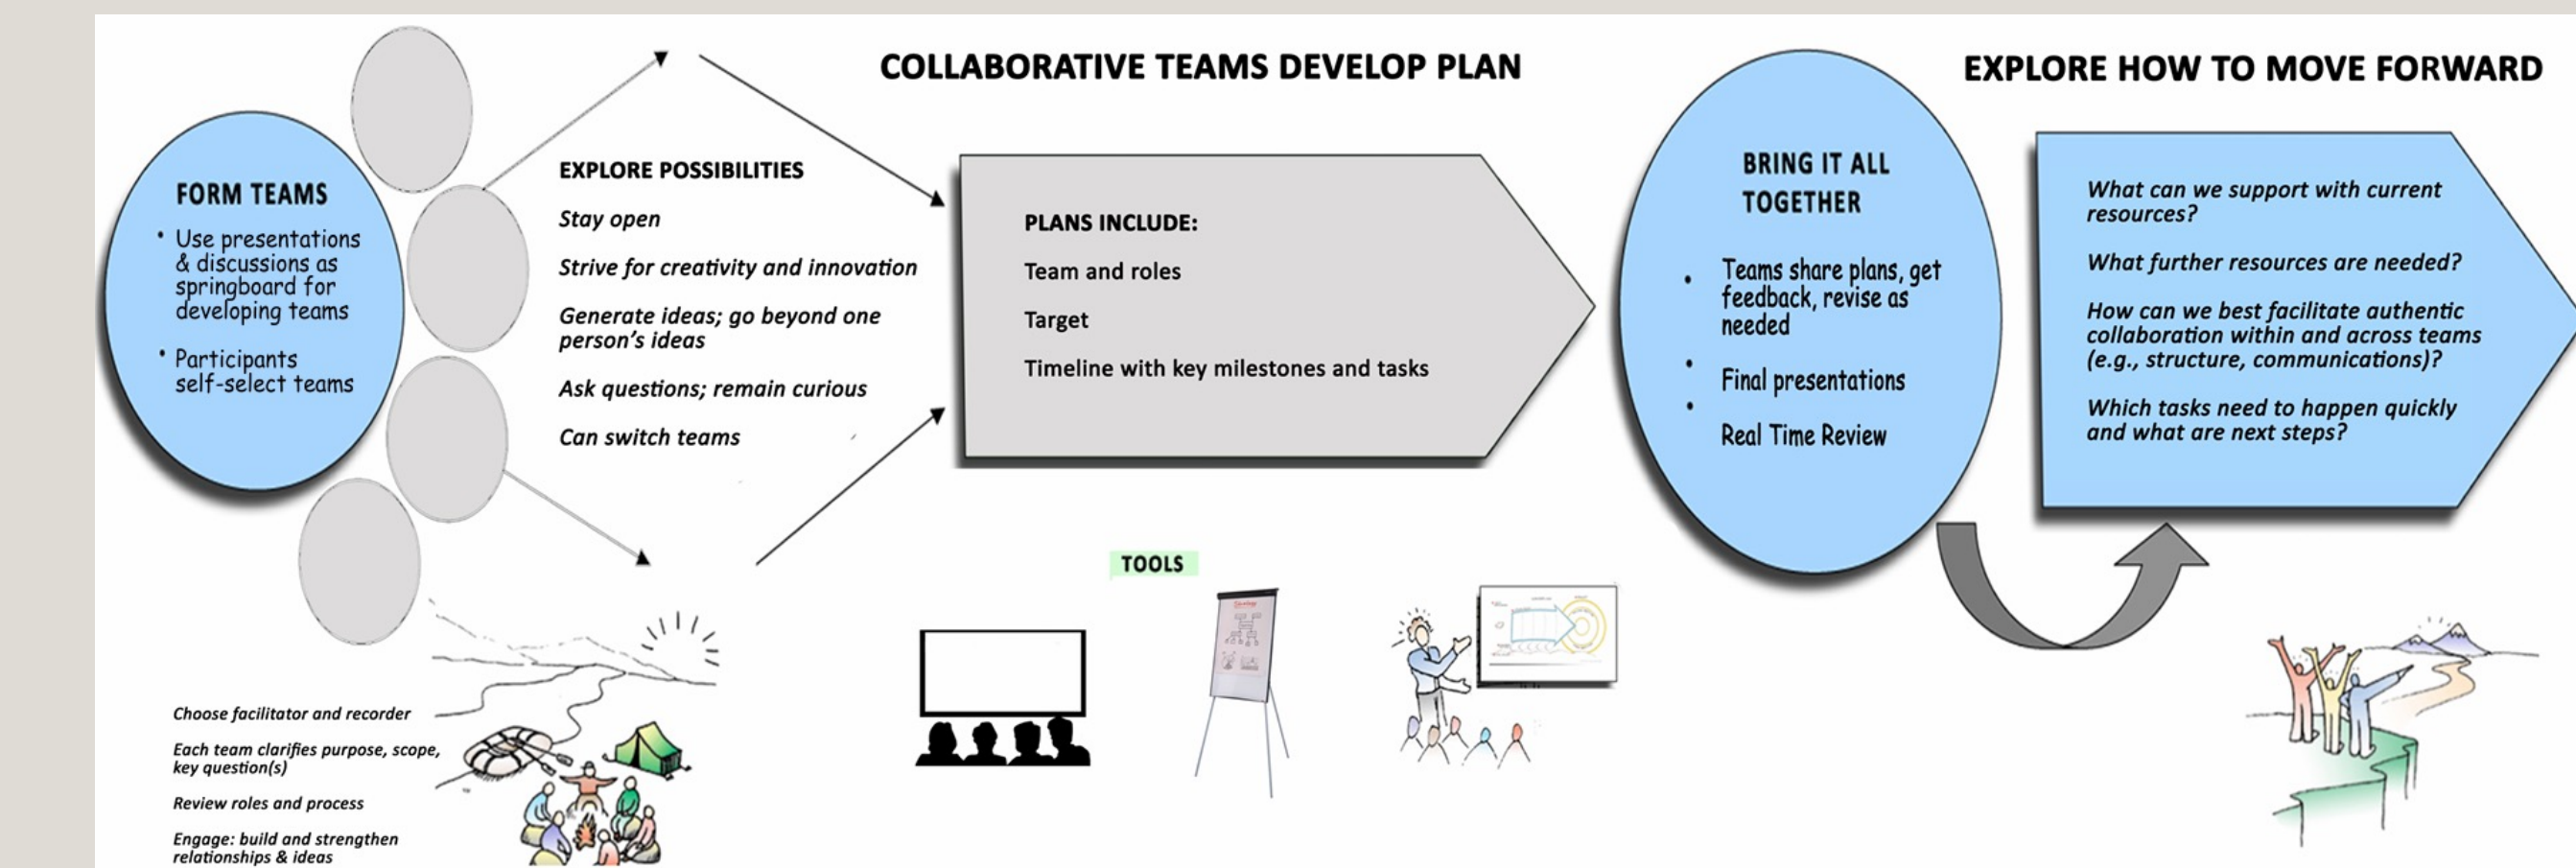 COLLABORATIVE TEAMS DEVELOP PLAN
EXPLORE HOW TO MOVE FORWARD
FORM TEAMS
• Use presentations
& discussions as
springboard for
developing teams
• Participants
self-select teams
EXPLORE POSSIBILITIES
Stay open
Strive for creativity and innovation
Generate ideas; go beyond one
person's ideas
Ask questions; remain curious
Can switch teams
PLANS INCLUDE:
Team and roles
Target
Timeline with key milestones and tasks
BRING IT ALL
TOGETHER
• Teams share plans, get
feedback, revise as
needed
• Final presentations
• Real Time Review
What can we support with current
resources?
What further resources are needed?
How can we best facilitate authentic
collaboration within and across teams
(e.g., structure, communications)?
Which tasks need to happen quickly
and what are next steps?
Choose facilitator and recorder
Each team clarifies purpose, scope,
key question(s)
Review roles and process
Engage: build and strengthen
relationships & ideas
TOOLS
Strategy